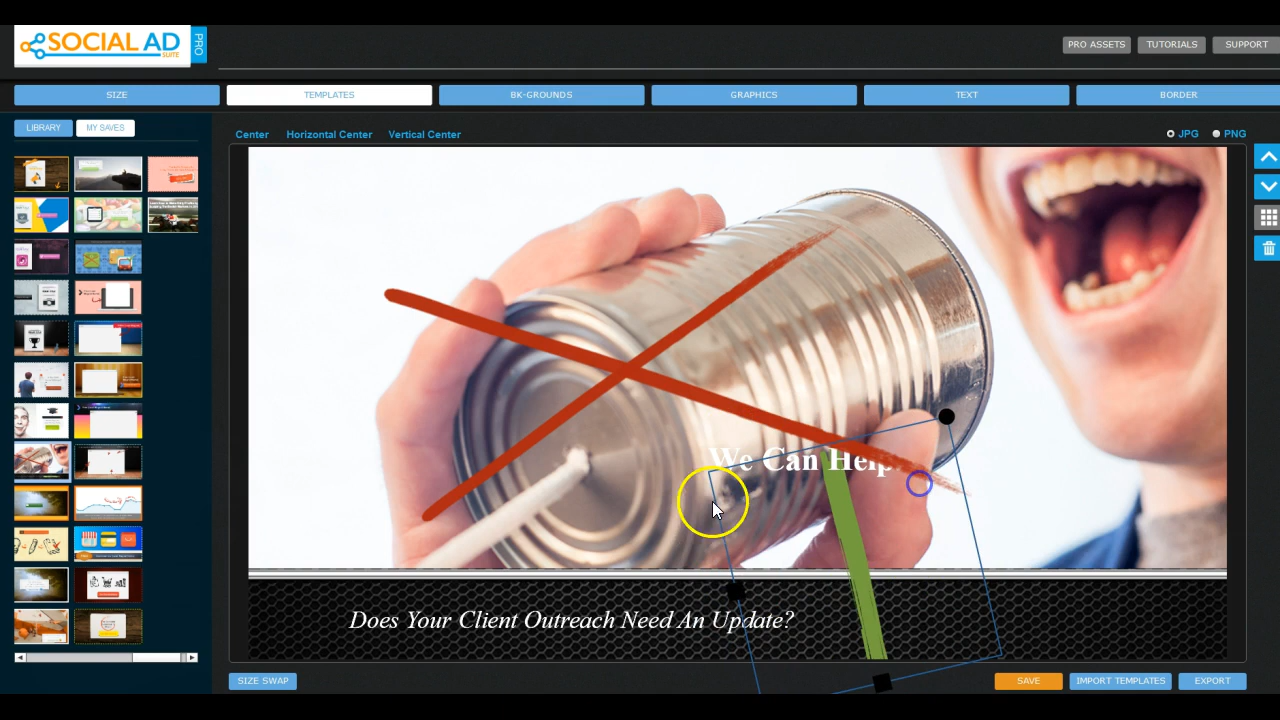 SOCIAL AD
SUITE
PRO
PRO ASSETS
TUTORIALS
SUPPORT
SIZE
TEMPLATES
BK-GROUNDS
GRAPHICS
TEXT
BORDER
LIBRARY
MY SAVES
Center
Horizontal Center
Vertical Center
JPG
PNG
We Can Help
Does Your Client Outreach Need An Update?
SIZE SWAP
SAVE
IMPORT TEMPLATES
EXPORT